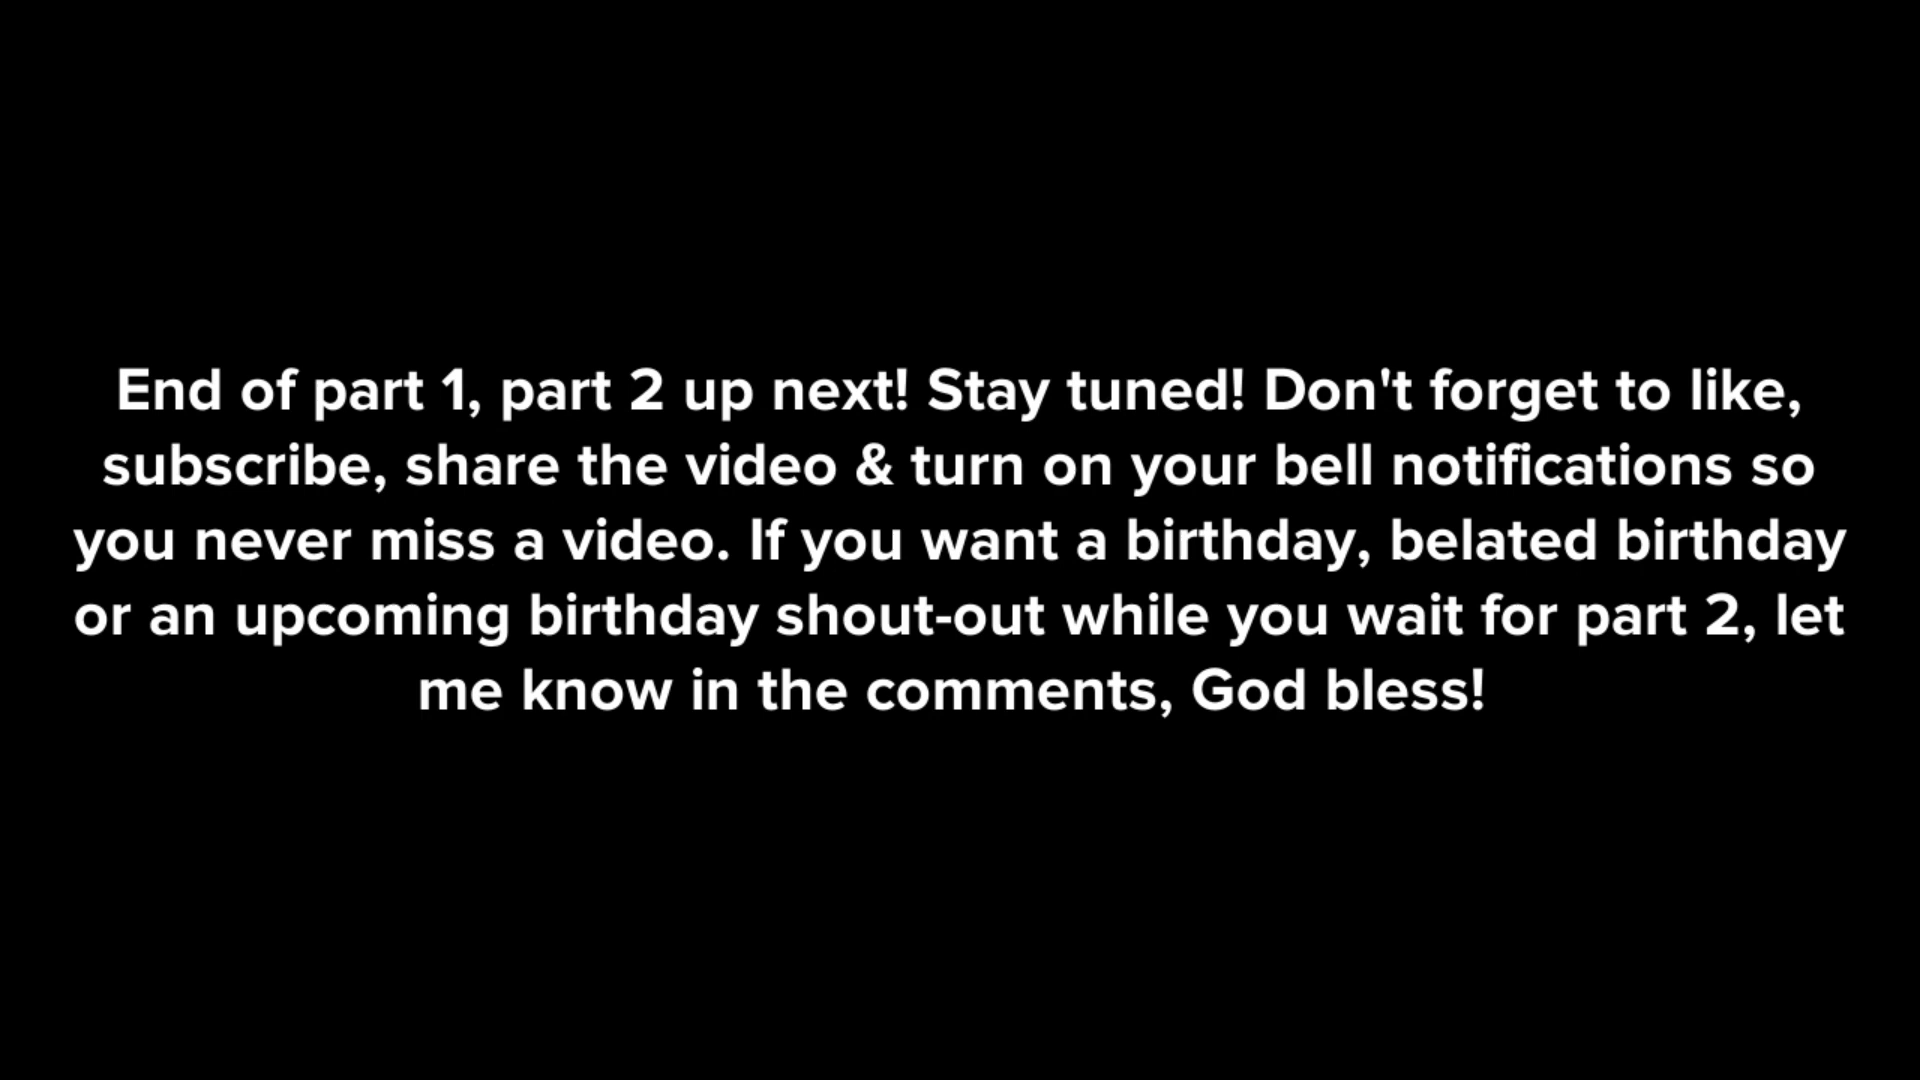 End of part 1, part 2 up next! Stay tuned! Don't forget to like,
subscribe, share the video & turn on your bell notifications so
you never miss a video. If you want a birthday, belated birthday
or an upcoming birthday shout-out while you wait for part 2, let
me know in the comments, God bless!